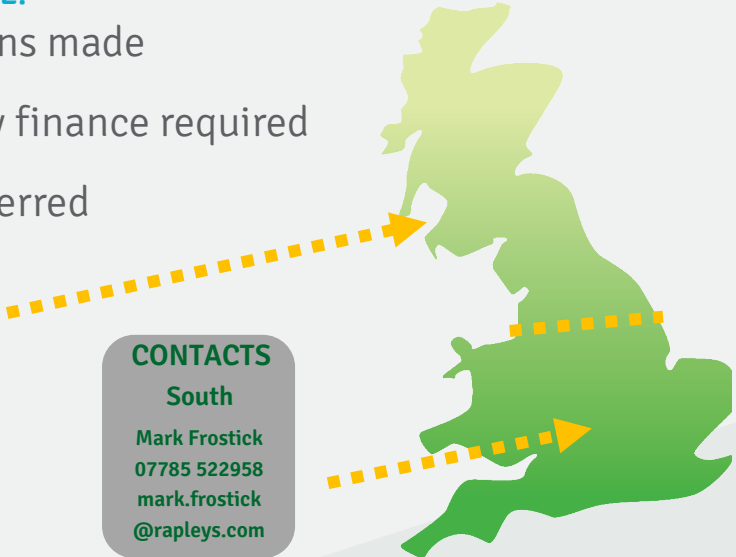 ns made
finance required
erred
CONTACTS
South
Mark Frostick
07785 522958
mark.frostick
@rapleys.com